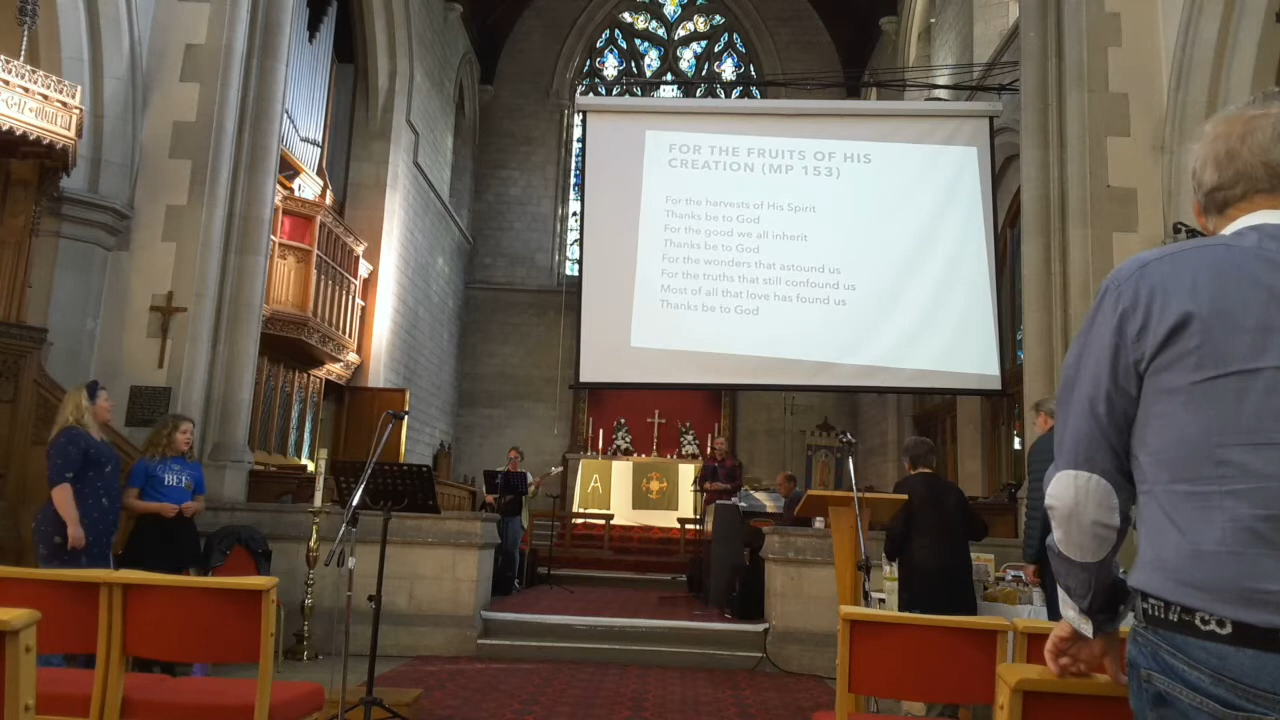 FOR THE FRUITS OF HIS
CREATION (MP 153)
For the harvests of His Spirit
Thanks be to God
For the good we all inherit
Thanks be to God
For the wonders that astound us
For the truths that still confound us
Most of all that love has found us
Thanks be to God
BEE
A